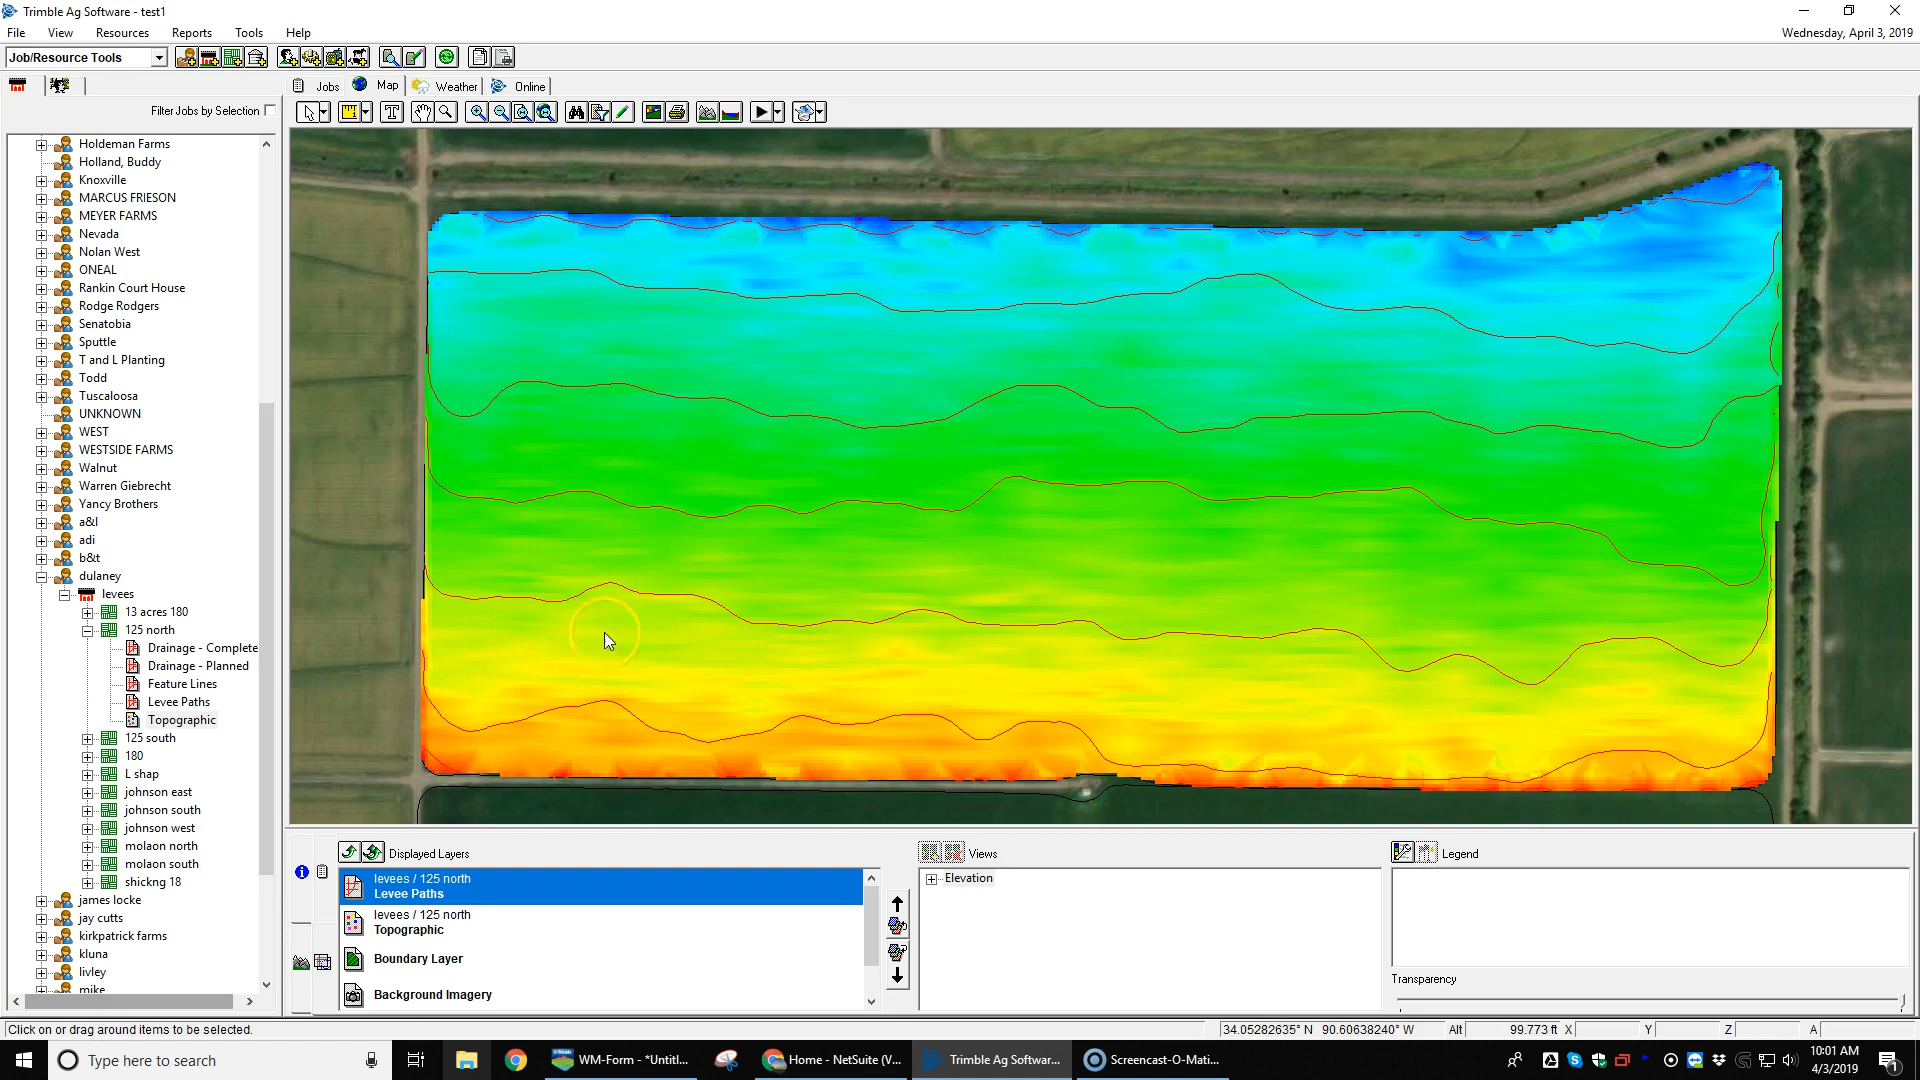 Trimble Ag Software - test1
File View Resources Reports Tools Help
Wednesday, April 3, 2019
Job/Resource Tools
Jobs Map Weather Online
Filter Jobs by Selection
Holdeman Farms
Holland, Buddy
Knoxville
MARCUS FRIESON
MEYER FARMS
Nevada
Nolan West
ONEAL
Rankin Court House
Rodge Rodgers
Senatobia
Sputtle
T and L Planting
Todd
Tuscaloosa
UNKNOWN
WEST
WESTSIDE FARMS
Walnut
Warren Giebrecht
Yancy Brothers
a&l
adi
b&t
dulaney
levees
13 acres 180
125 north
Drainage - Complete
Drainage - Planned
Feature Lines
Levee Paths
Topographic
125 south
180
L shap
johnson east
johnson south
johnson west
molaon north
molaon south
shickng 18
james locke
jay cutts
kirkpatrick farms
kluna
livley
mike
Displayed Layers
levees / 125 north
Levee Paths
levees / 125 north
Topographic
Boundary Layer
Background Imagery
Views
Elevation
Legend
Transparency
Click on or drag around items to be selected.
34.05282635° N 90.60638240° W Alt 99.773 ft X Y Z A
Type here to search
WM-Form - *Untitl...
Home - NetSuite (V...
Trimble Ag Softwar...
Screencast-O-Mati...
10:01 AM
4/3/2019
1